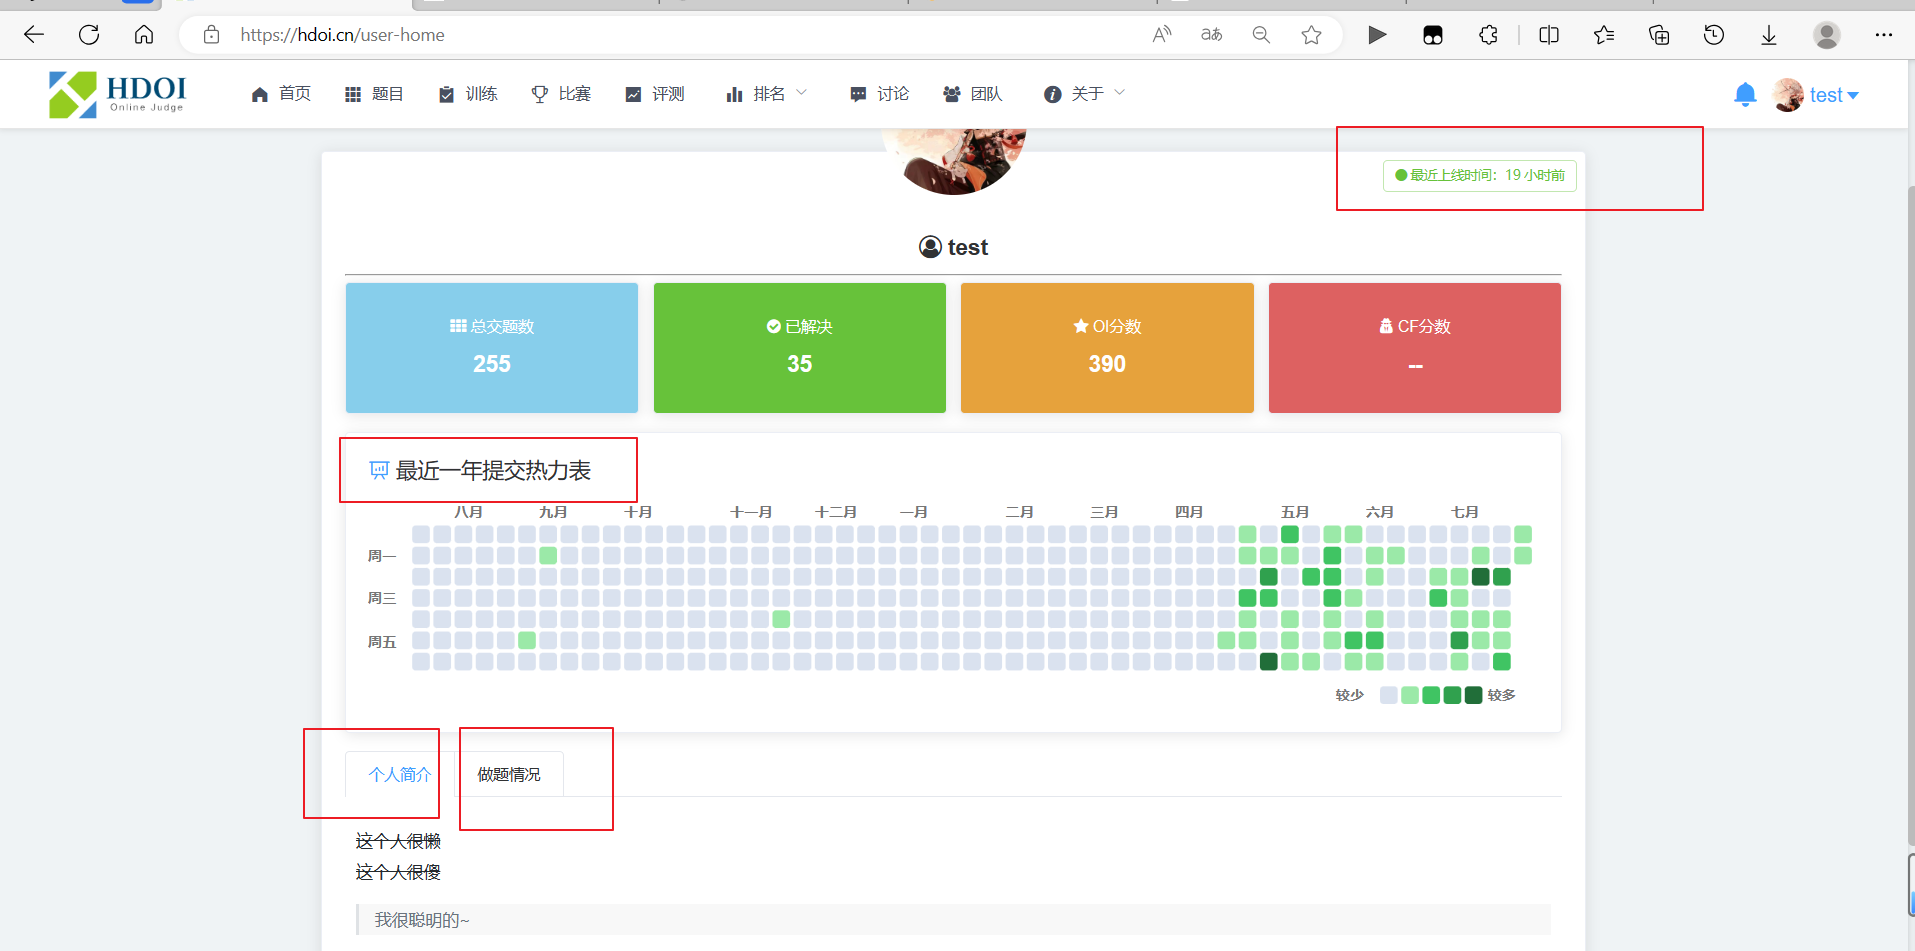 https://hdoi.cn/user-home
HDOI
Online Judge
首页
题目
训练
比赛
评测
排名
讨论
团队
关于
test
最近上线时间：19 小时前
test
总交题数
255
已解决
35
OI分数
390
CF分数
--
最近一年提交热力表
八月 九月 十月 十一月 十二月 一月 二月 三月 四月 五月 六月 七月
周一
周三
周五
较少 较多
个人简介
做题情况
这个人很懒
这个人很傻
我很聪明的~